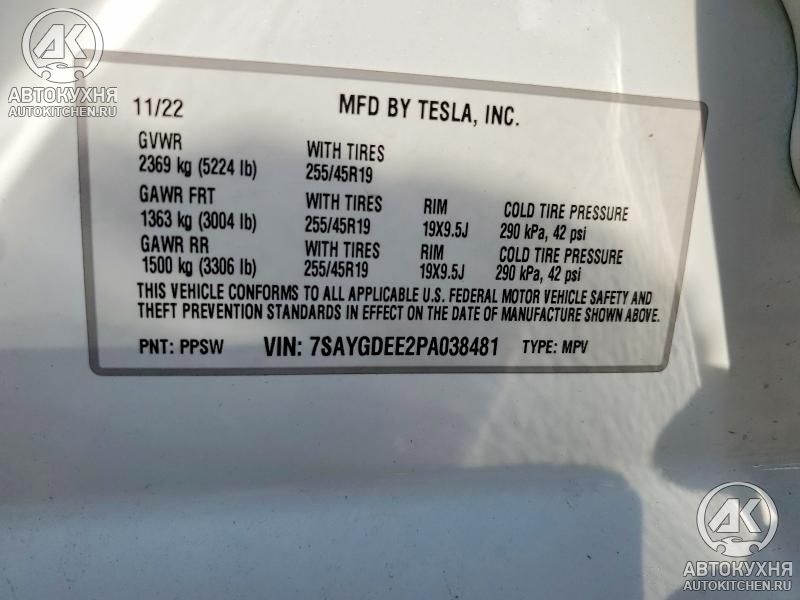 AK
АВТОКУХНЯ
AUTOKITCHEN.RU
11/22 MFD BY TESLA, INC.
GVWR
2369 kg (5224 lb) WITH TIRES
255/45R19
GAWR FRT
1363 kg (3004 lb) WITH TIRES
255/45R19 RIM
19X9.5J COLD TIRE PRESSURE
290 kPa, 42 psi
GAWR RR
1500 kg (3306 lb) WITH TIRES
255/45R19 RIM
19X9.5J COLD TIRE PRESSURE
290 kPa, 42 psi
THIS VEHICLE CONFORMS TO ALL APPLICABLE U.S. FEDERAL MOTOR VEHICLE SAFETY AND
THEFT PREVENTION STANDARDS IN EFFECT ON THE DATE OF MANUFACTURE SHOWN ABOVE.
PNT: PPSW VIN: 7SAYGDEE2PA038481 TYPE: MPV
AK
АВТОКУХНЯ
AUTOKITCHEN.RU